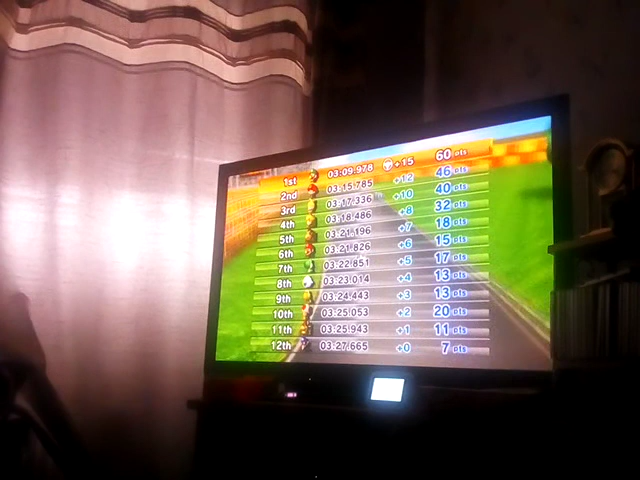 1st 03:09.978 +15 60 pts
2nd 03:15.785 +12 46 pts
3rd 03:17.336 +10 40 pts
4th 03:18.486 +8 32 pts
5th 03:21.196 +7 18 pts
6th 03:21.826 +6 15 pts
7th 03:22.851 +5 17 pts
8th 03:23.014 +4 13 pts
9th 03:24.443 +3 13 pts
10th 03:25.053 +2 20 pts
11th 03:25.943 +1 11 pts
12th 03:27.665 +0 7 pts